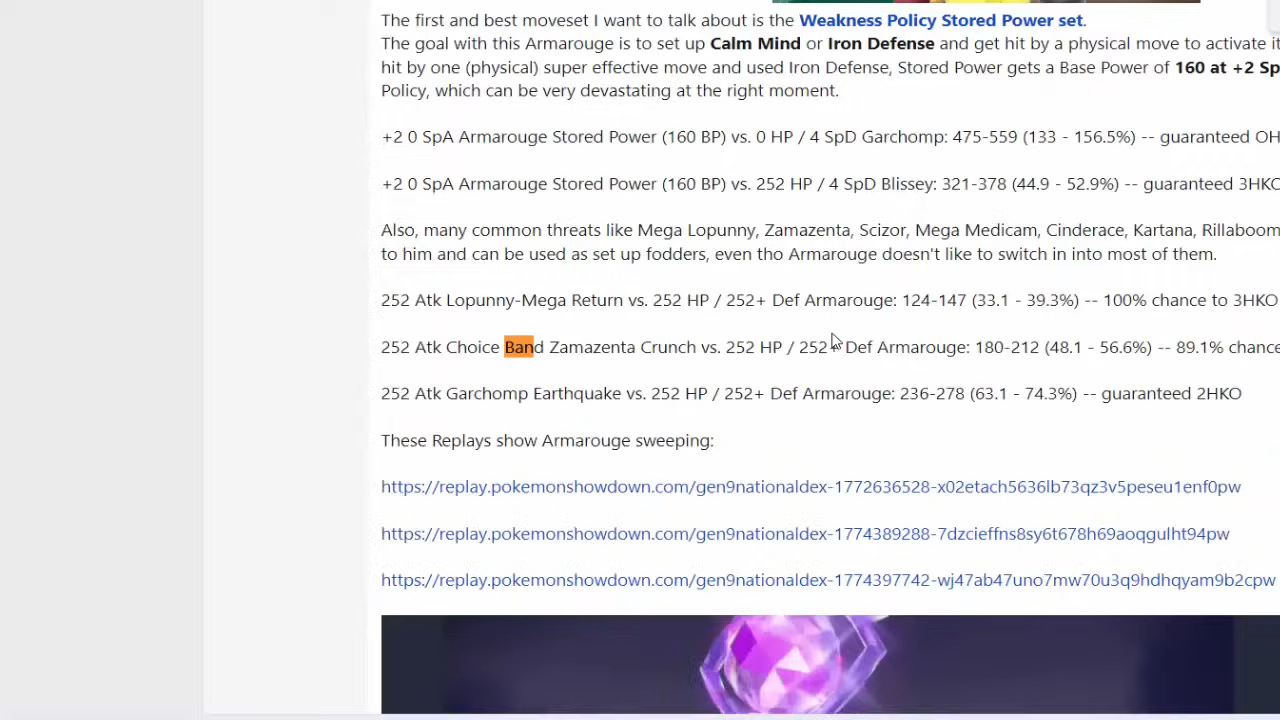 The first and best moveset I want to talk about is the Weakness Policy Stored Power set.
The goal with this Armarouge is to set up Calm Mind or Iron Defense and get hit by a physical move to activate i
hit by one (physical) super effective move and used Iron Defense, Stored Power gets a Base Power of 160 at +2 Sp
Policy, which can be very devastating at the right moment.
+2 0 SpA Armarouge Stored Power (160 BP) vs. 0 HP / 4 SpD Garchomp: 475-559 (133 - 156.5%) -- guaranteed OH
+2 0 SpA Armarouge Stored Power (160 BP) vs. 252 HP / 4 SpD Blissey: 321-378 (44.9 - 52.9%) -- guaranteed 3HKO
Also, many common threats like Mega Lopunny, Zamazenta, Scizor, Mega Medicam, Cinderace, Kartana, Rillaboom
to him and can be used as set up fodders, even tho Armarouge doesn't like to switch in into most of them.
252 Atk Lopunny-Mega Return vs. 252 HP / 252+ Def Armarouge: 124-147 (33.1 - 39.3%) -- 100% chance to 3HKO
252 Atk Choice Band Zamazenta Crunch vs. 252 HP / 252+ Def Armarouge: 180-212 (48.1 - 56.6%) -- 89.1% chance
252 Atk Garchomp Earthquake vs. 252 HP / 252+ Def Armarouge: 236-278 (63.1 - 74.3%) -- guaranteed 2HKO
These Replays show Armarouge sweeping:
https://replay.pokemonshowdown.com/gen9nationaldex-1772636528-x02etach5636lb73qz3v5peseu1enf0pw
https://replay.pokemonshowdown.com/gen9nationaldex-1774389288-7dzcieffns8sy6t678h69aoqgulht94pw
https://replay.pokemonshowdown.com/gen9nationaldex-1774397742-wj47ab47uno7mw70u3q9hdhqyam9b2cpw